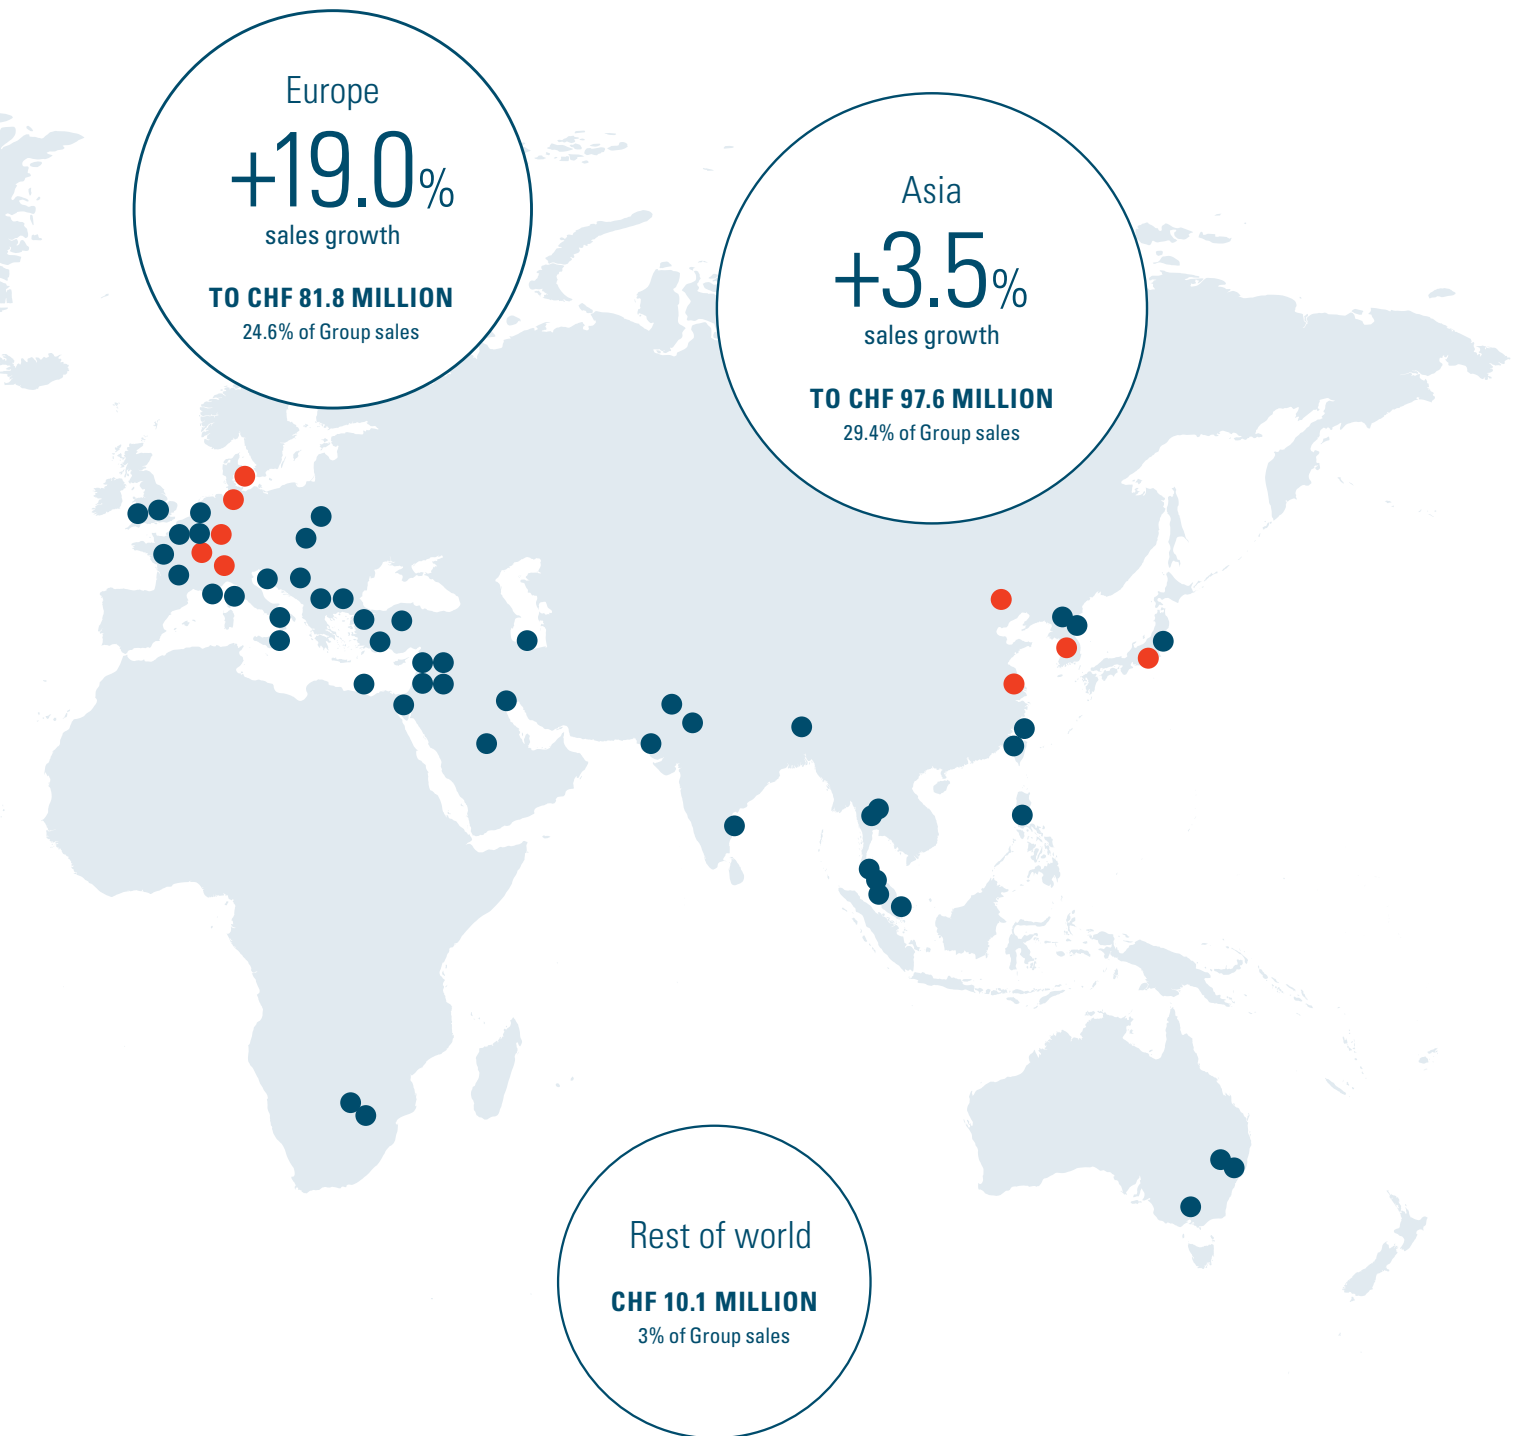 Europe
+19.0%
sales growth
TO CHF 81.8 MILLION
24.6% of Group sales
Asia
+3.5%
sales growth
TO CHF 97.6 MILLION
29.4% of Group sales
Rest of world
CHF 10.1 MILLION
3% of Group sales